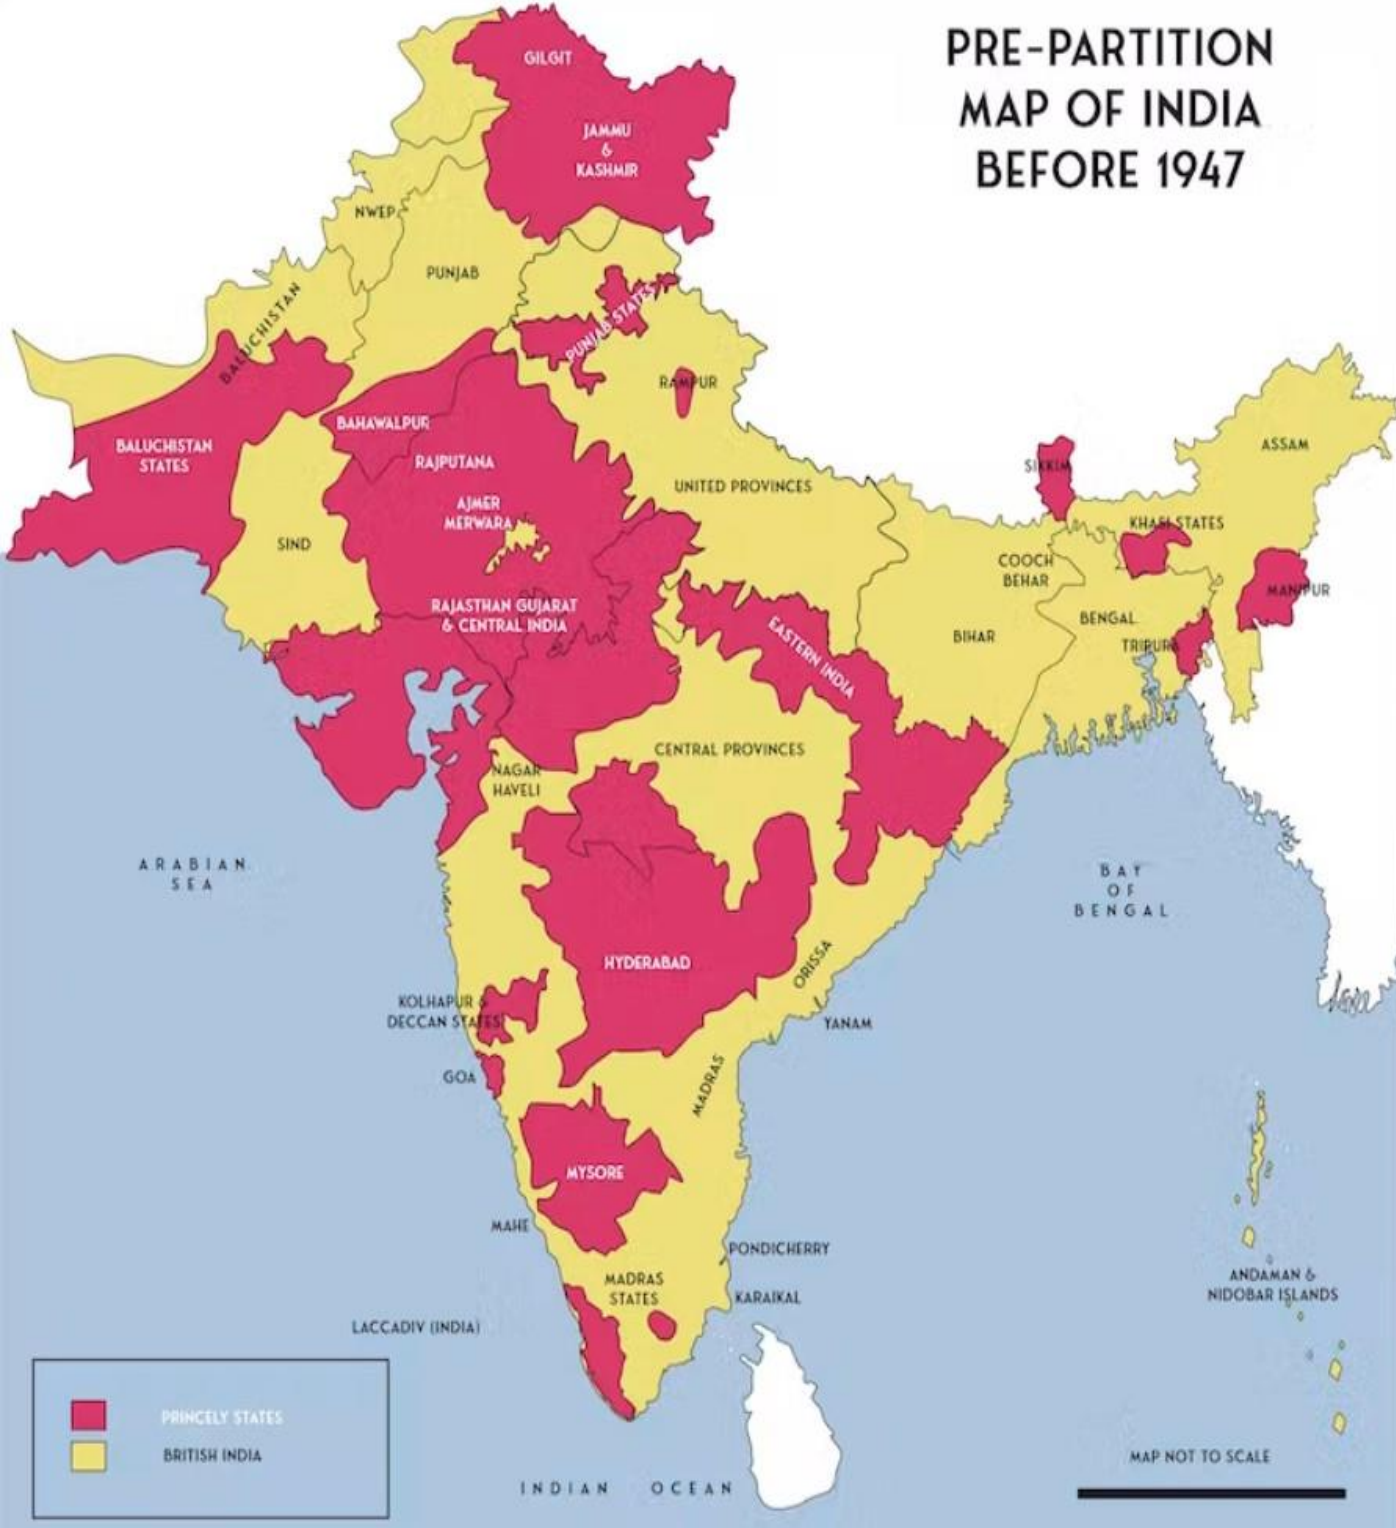 PRE-PARTITION
MAP OF INDIA
BEFORE 1947
GILGIT
JAMMU
&
KASHMIR
NWEP
PUNJAB
BALUCHISTAN
PUNJAB STATES
RAMPUR
BAHAWALPUR
BALUCHISTAN
STATES
RAJPUTANA
AJMER
MERWARA
SIND
UNITED PROVINCES
SIKKIM
ASSAM
KHASI STATES
COOCH
BEHAR
MANIPUR
RAJASTHAN GUJARAT
& CENTRAL INDIA
EASTERN INDIA
BIHAR
BENGAL
TRIPURA
CENTRAL PROVINCES
NAGAR
HAVELI
ARABIAN
SEA
BAY
OF
BENGAL
HYDERABAD
ORISSA
KOLHAPUR &
DECCAN STATES
YANAM
GOA
MADRAS
MYSORE
MAHE
PONDICHERRY
MADRAS
STATES
KARAIKAL
ANDAMAN &
NIDOBAR ISLANDS
LACCADIV (INDIA)
PRINCELY STATES
BRITISH INDIA
INDIAN OCEAN
MAP NOT TO SCALE